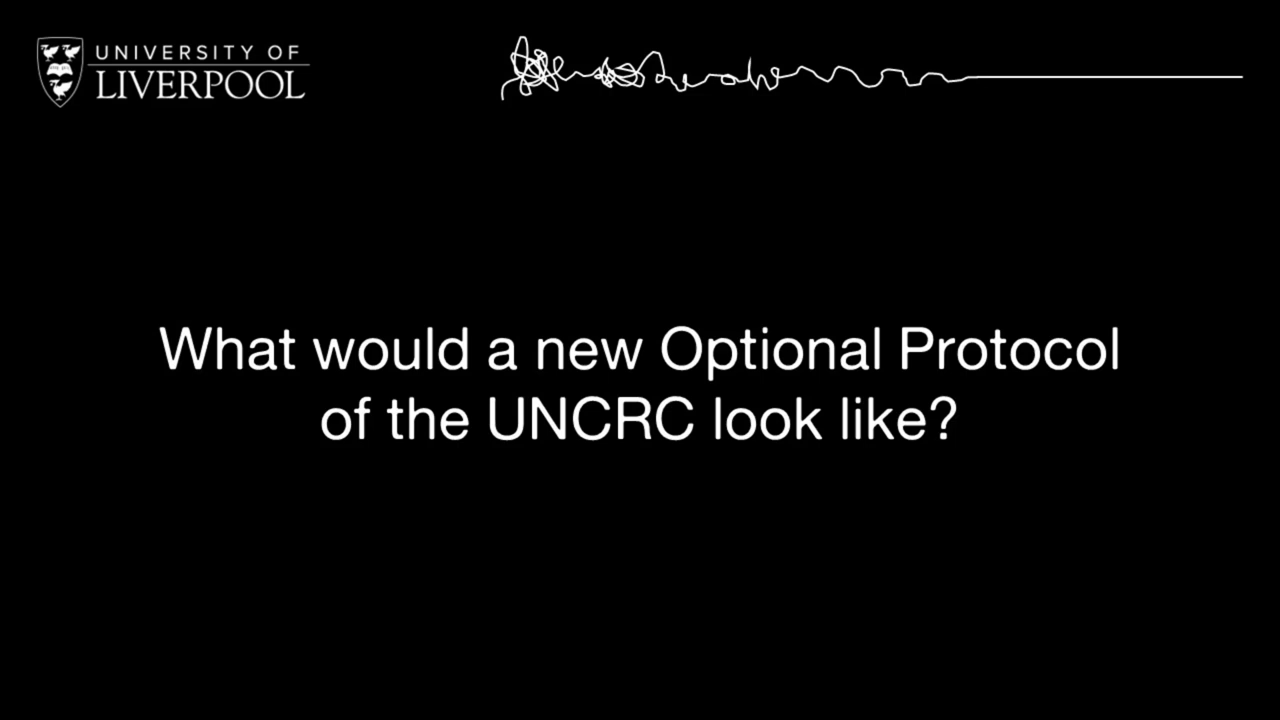 UNIVERSITY OF
LIVERPOOL
What would a new Optional Protocol
of the UNCRC look like?